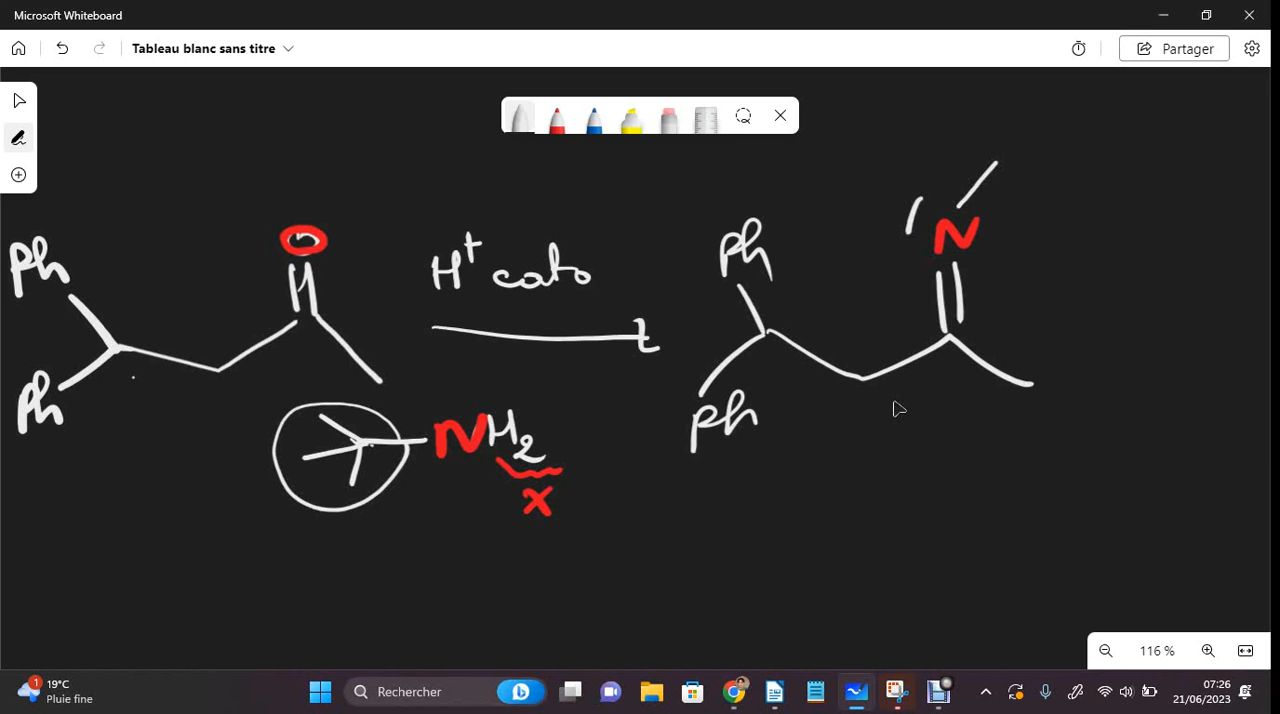 Microsoft Whiteboard
Tableau blanc sans titre
Partager
Ph
O
H+ cata
Ph
N
Ph
Ph
NH2
x
116 %
1
19°C
Pluie fine
Rechercher
07:26
21/06/2023